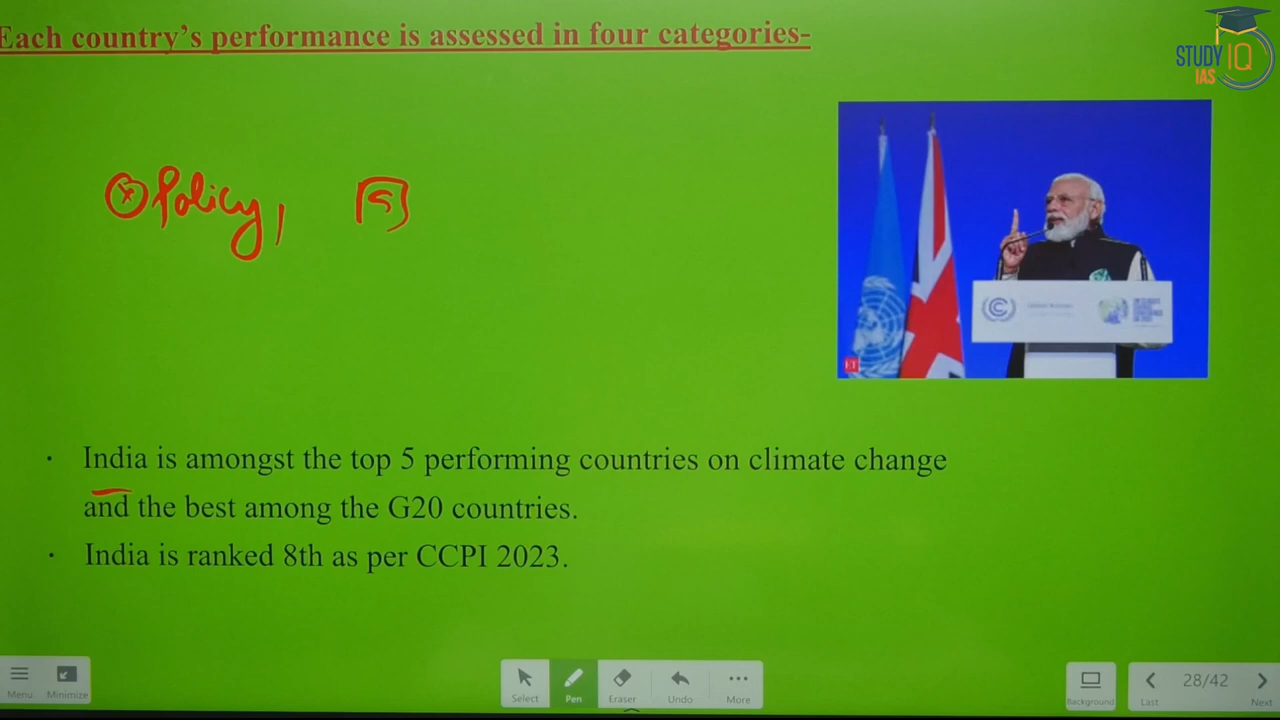 Each country's performance is assessed in four categories-
STUDY IQ
IAS
Policy,
ET
· India is amongst the top 5 performing countries on climate change
and the best among the G20 countries.
· India is ranked 8th as per CCPI 2023.
Menu
Minimize
Select
Pen
Eraser
Undo
More
Background
Last
28/42
Next